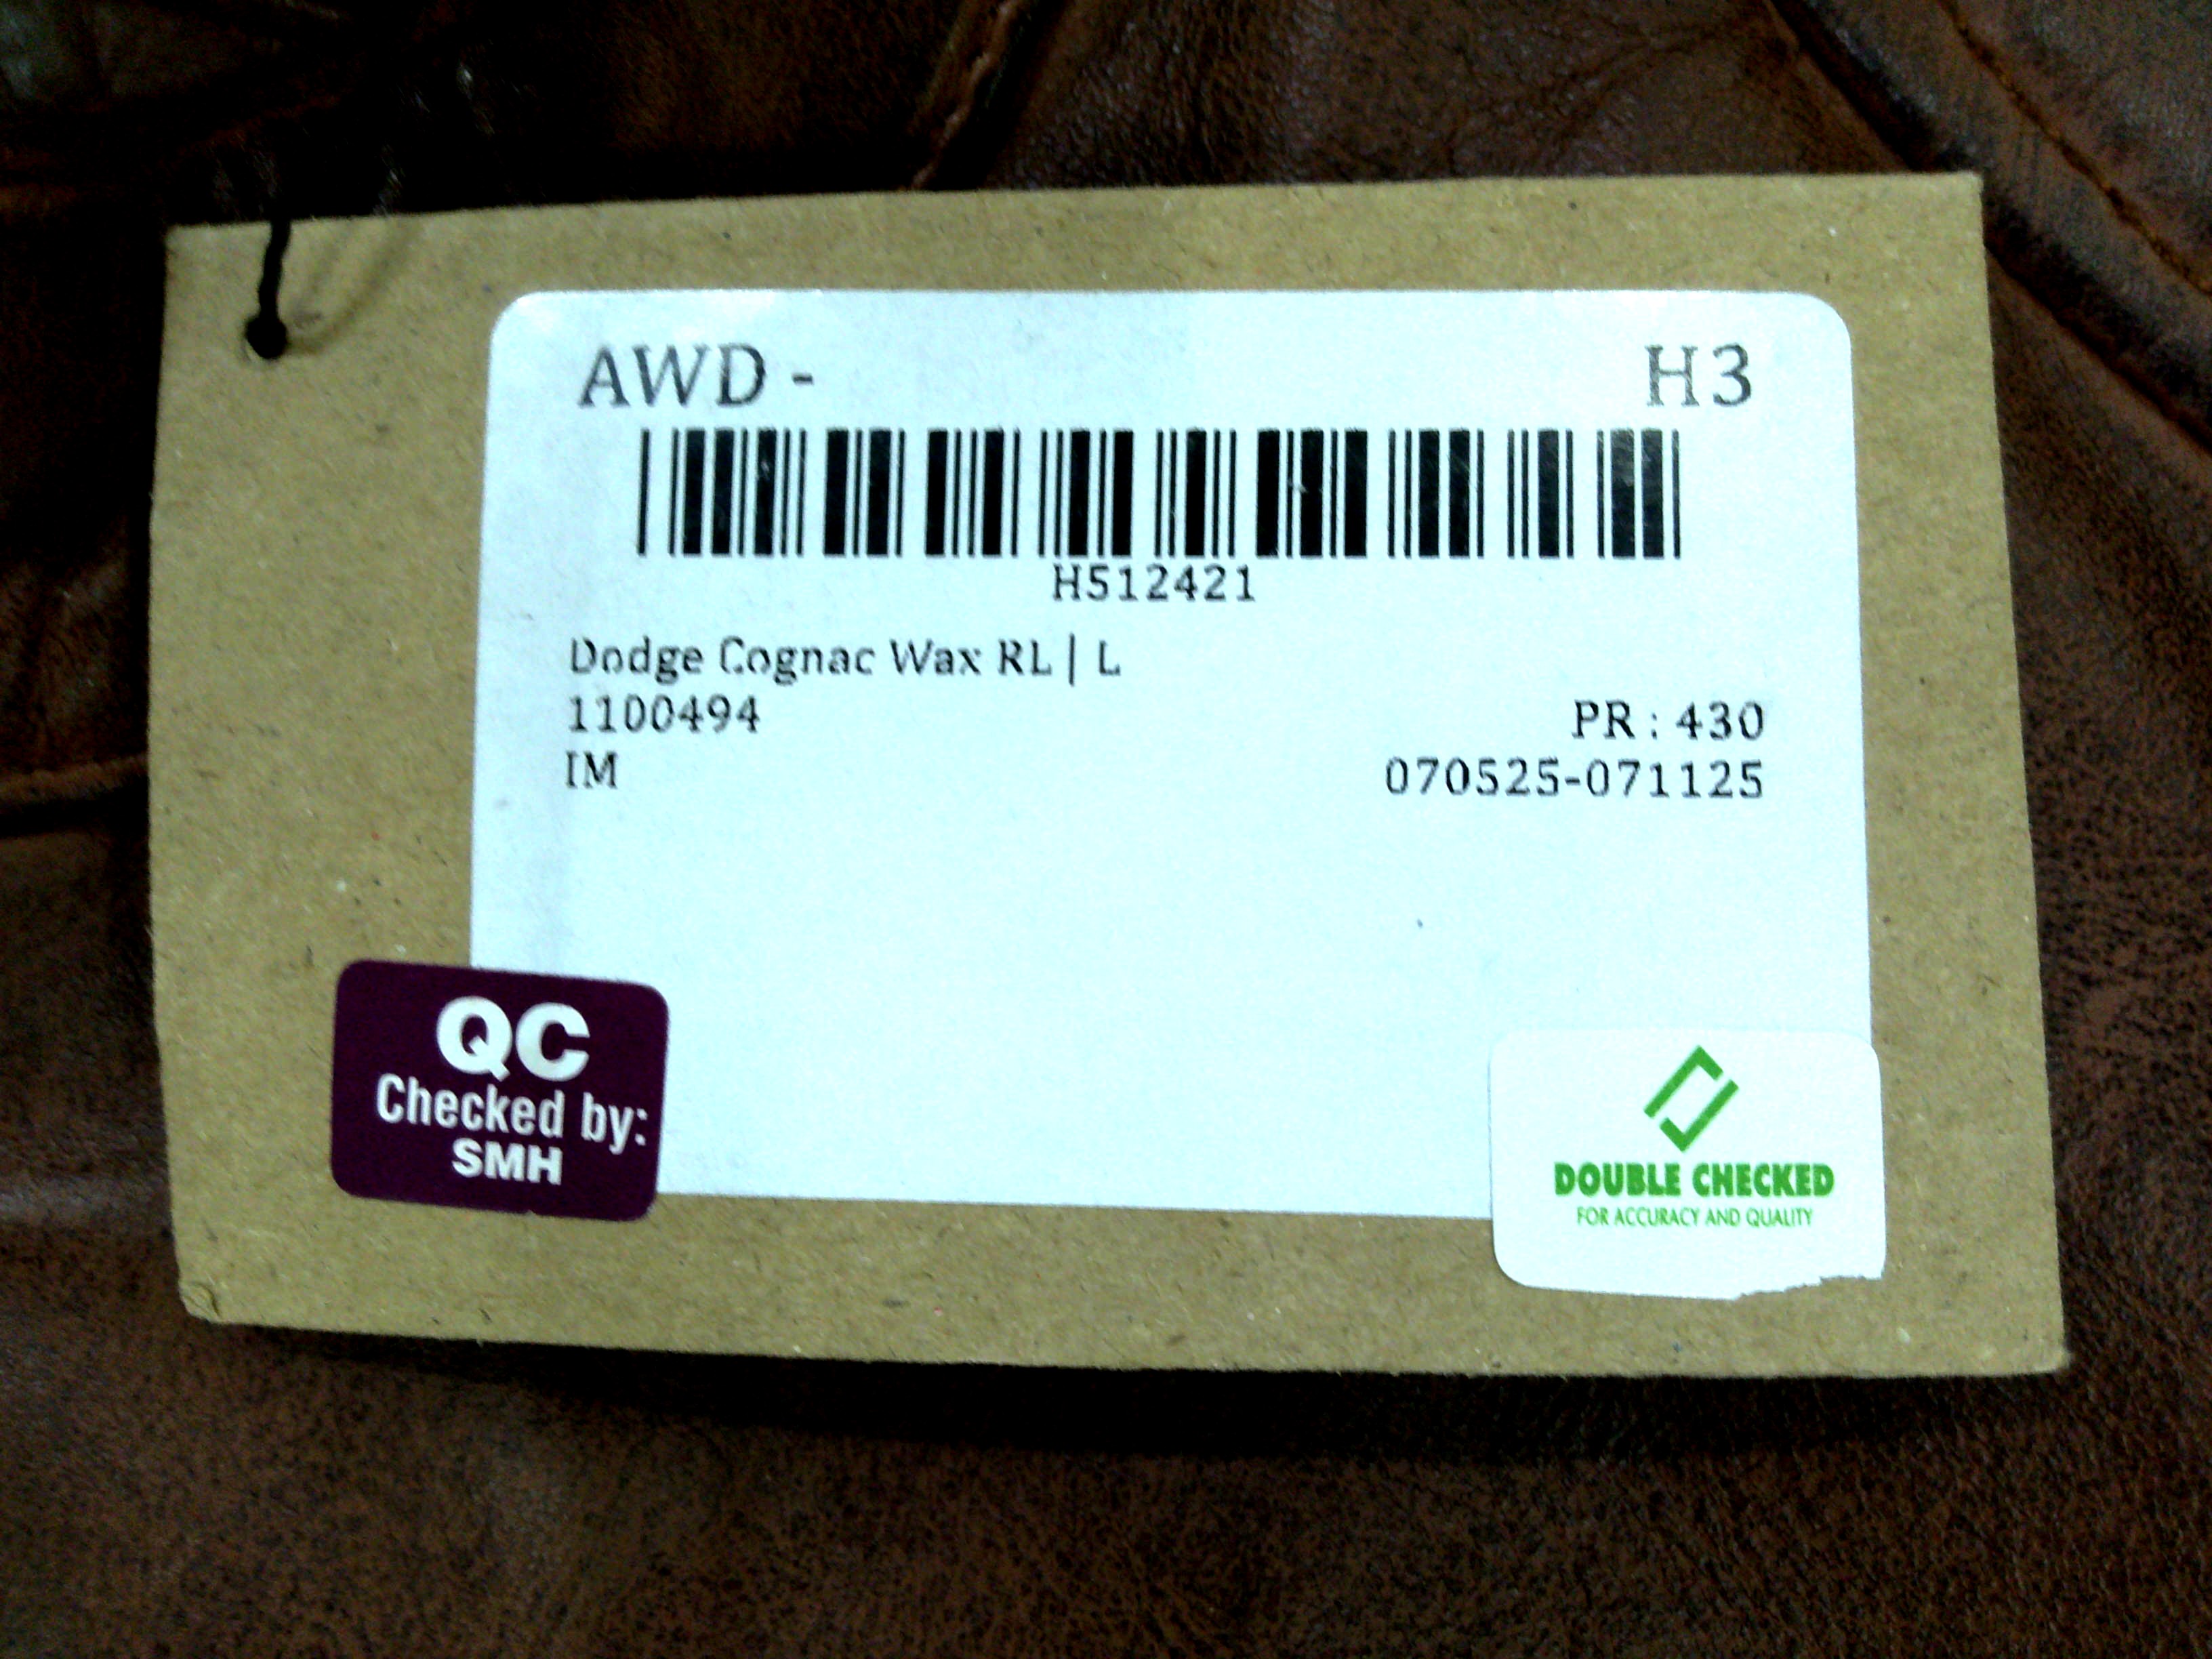 AWD - H3
H512421
Dodge Cognac Wax RL | L
1100494 PR : 430
IM 070525-071125
QC
Checked by:
SMH
DOUBLE CHECKED
FOR ACCURACY AND QUALITY